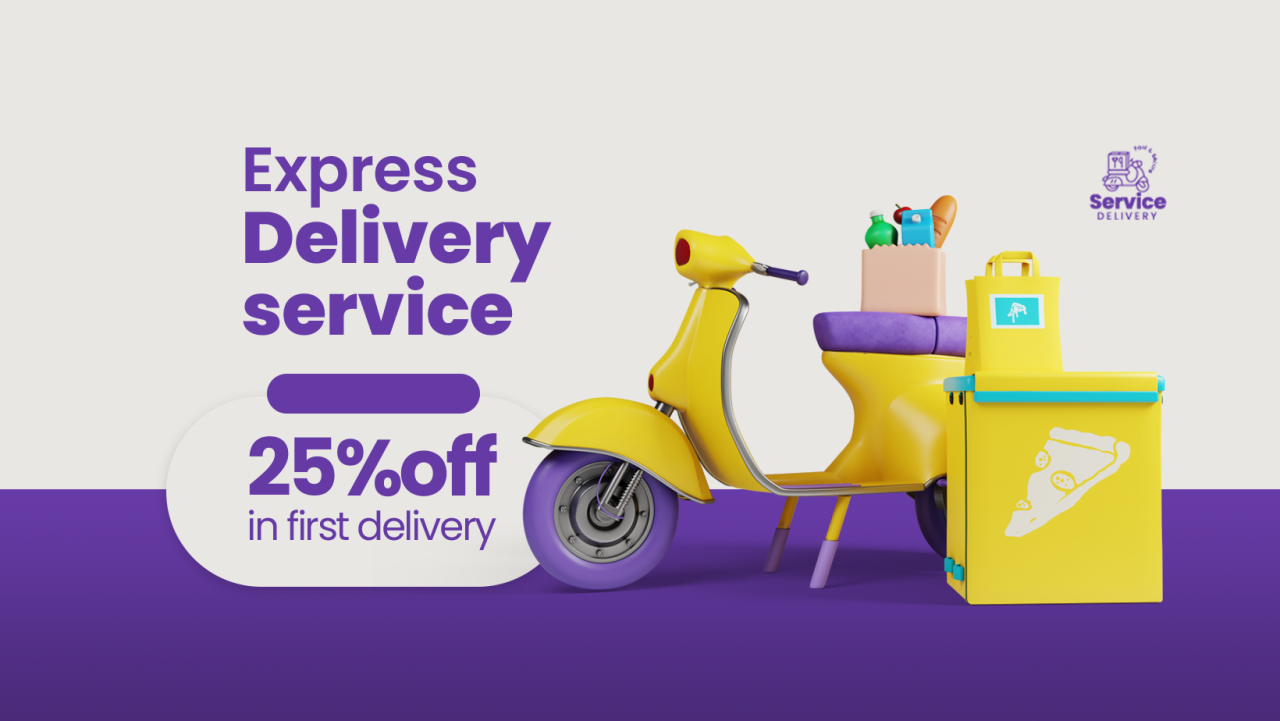 Express
Delivery
service
25%off
in first delivery
Service
DELIVERY